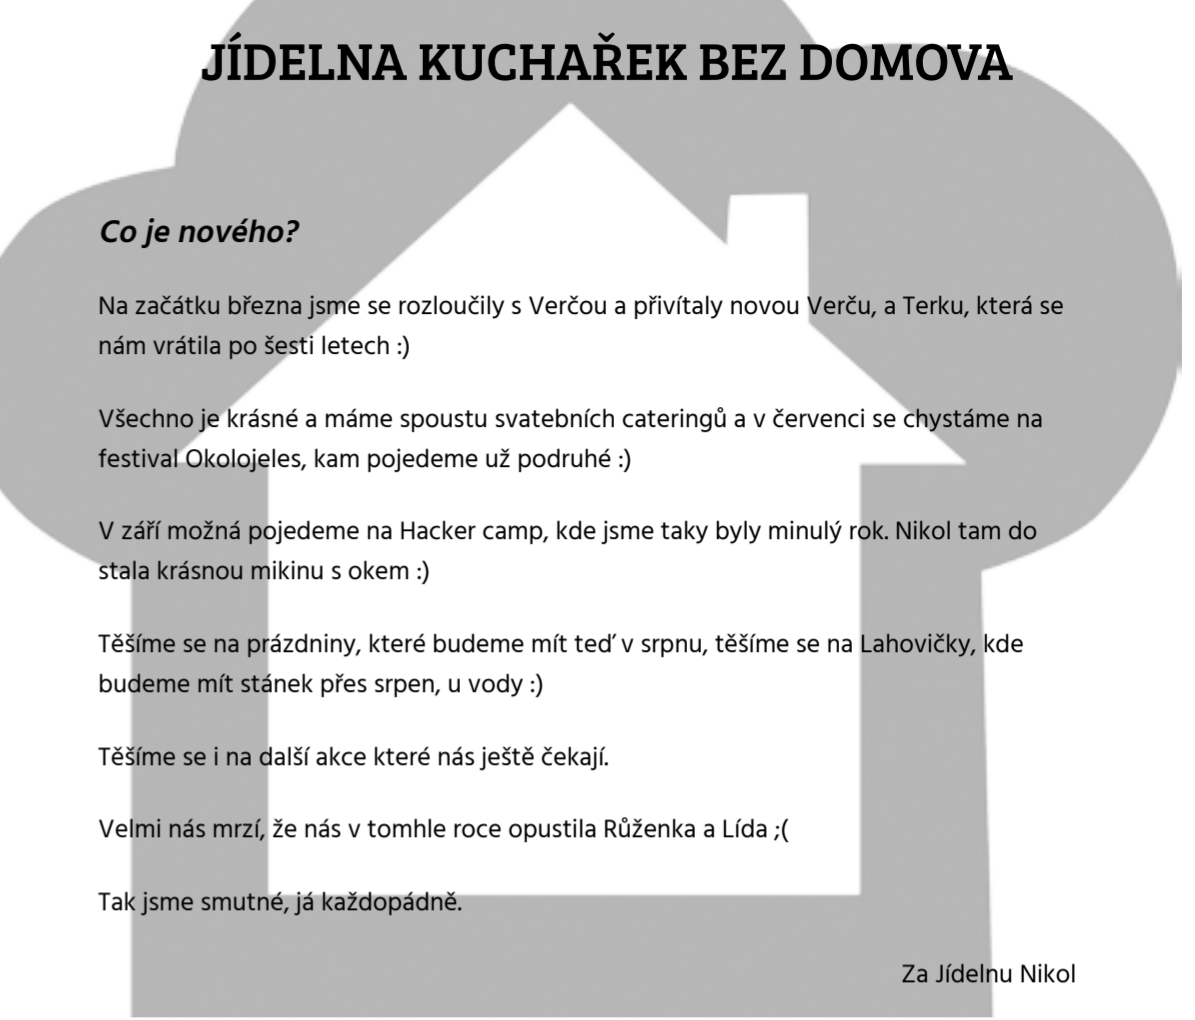 JÍDELNA KUCHAŘEK BEZ DOMOVA
Co je nového?
Na začátku března jsme se rozloučily s Verčou a přivítaly novou Verču, a Terku, která se
nám vrátila po šesti letech :)
Všechno je krásné a máme spoustu svatebních cateringů a v červenci se chystáme na
festival Okolojeles, kam pojedeme už podruhé :)
V září možná pojedeme na Hacker camp, kde jsme taky byly minulý rok. Nikol tam do
stala krásnou mikinu s okem :)
Těšíme se na prázdniny, které budeme mít teď v srpnu, těšíme se na Lahovičky, kde
budeme mít stánek přes srpen, u vody :)
Těšíme se i na další akce které nás ještě čekají.
Velmi nás mrzí, že nás v tomhle roce opustila Růženka a Lída ;(
Tak jsme smutné, já každopádně.
Za Jídelnu Nikol